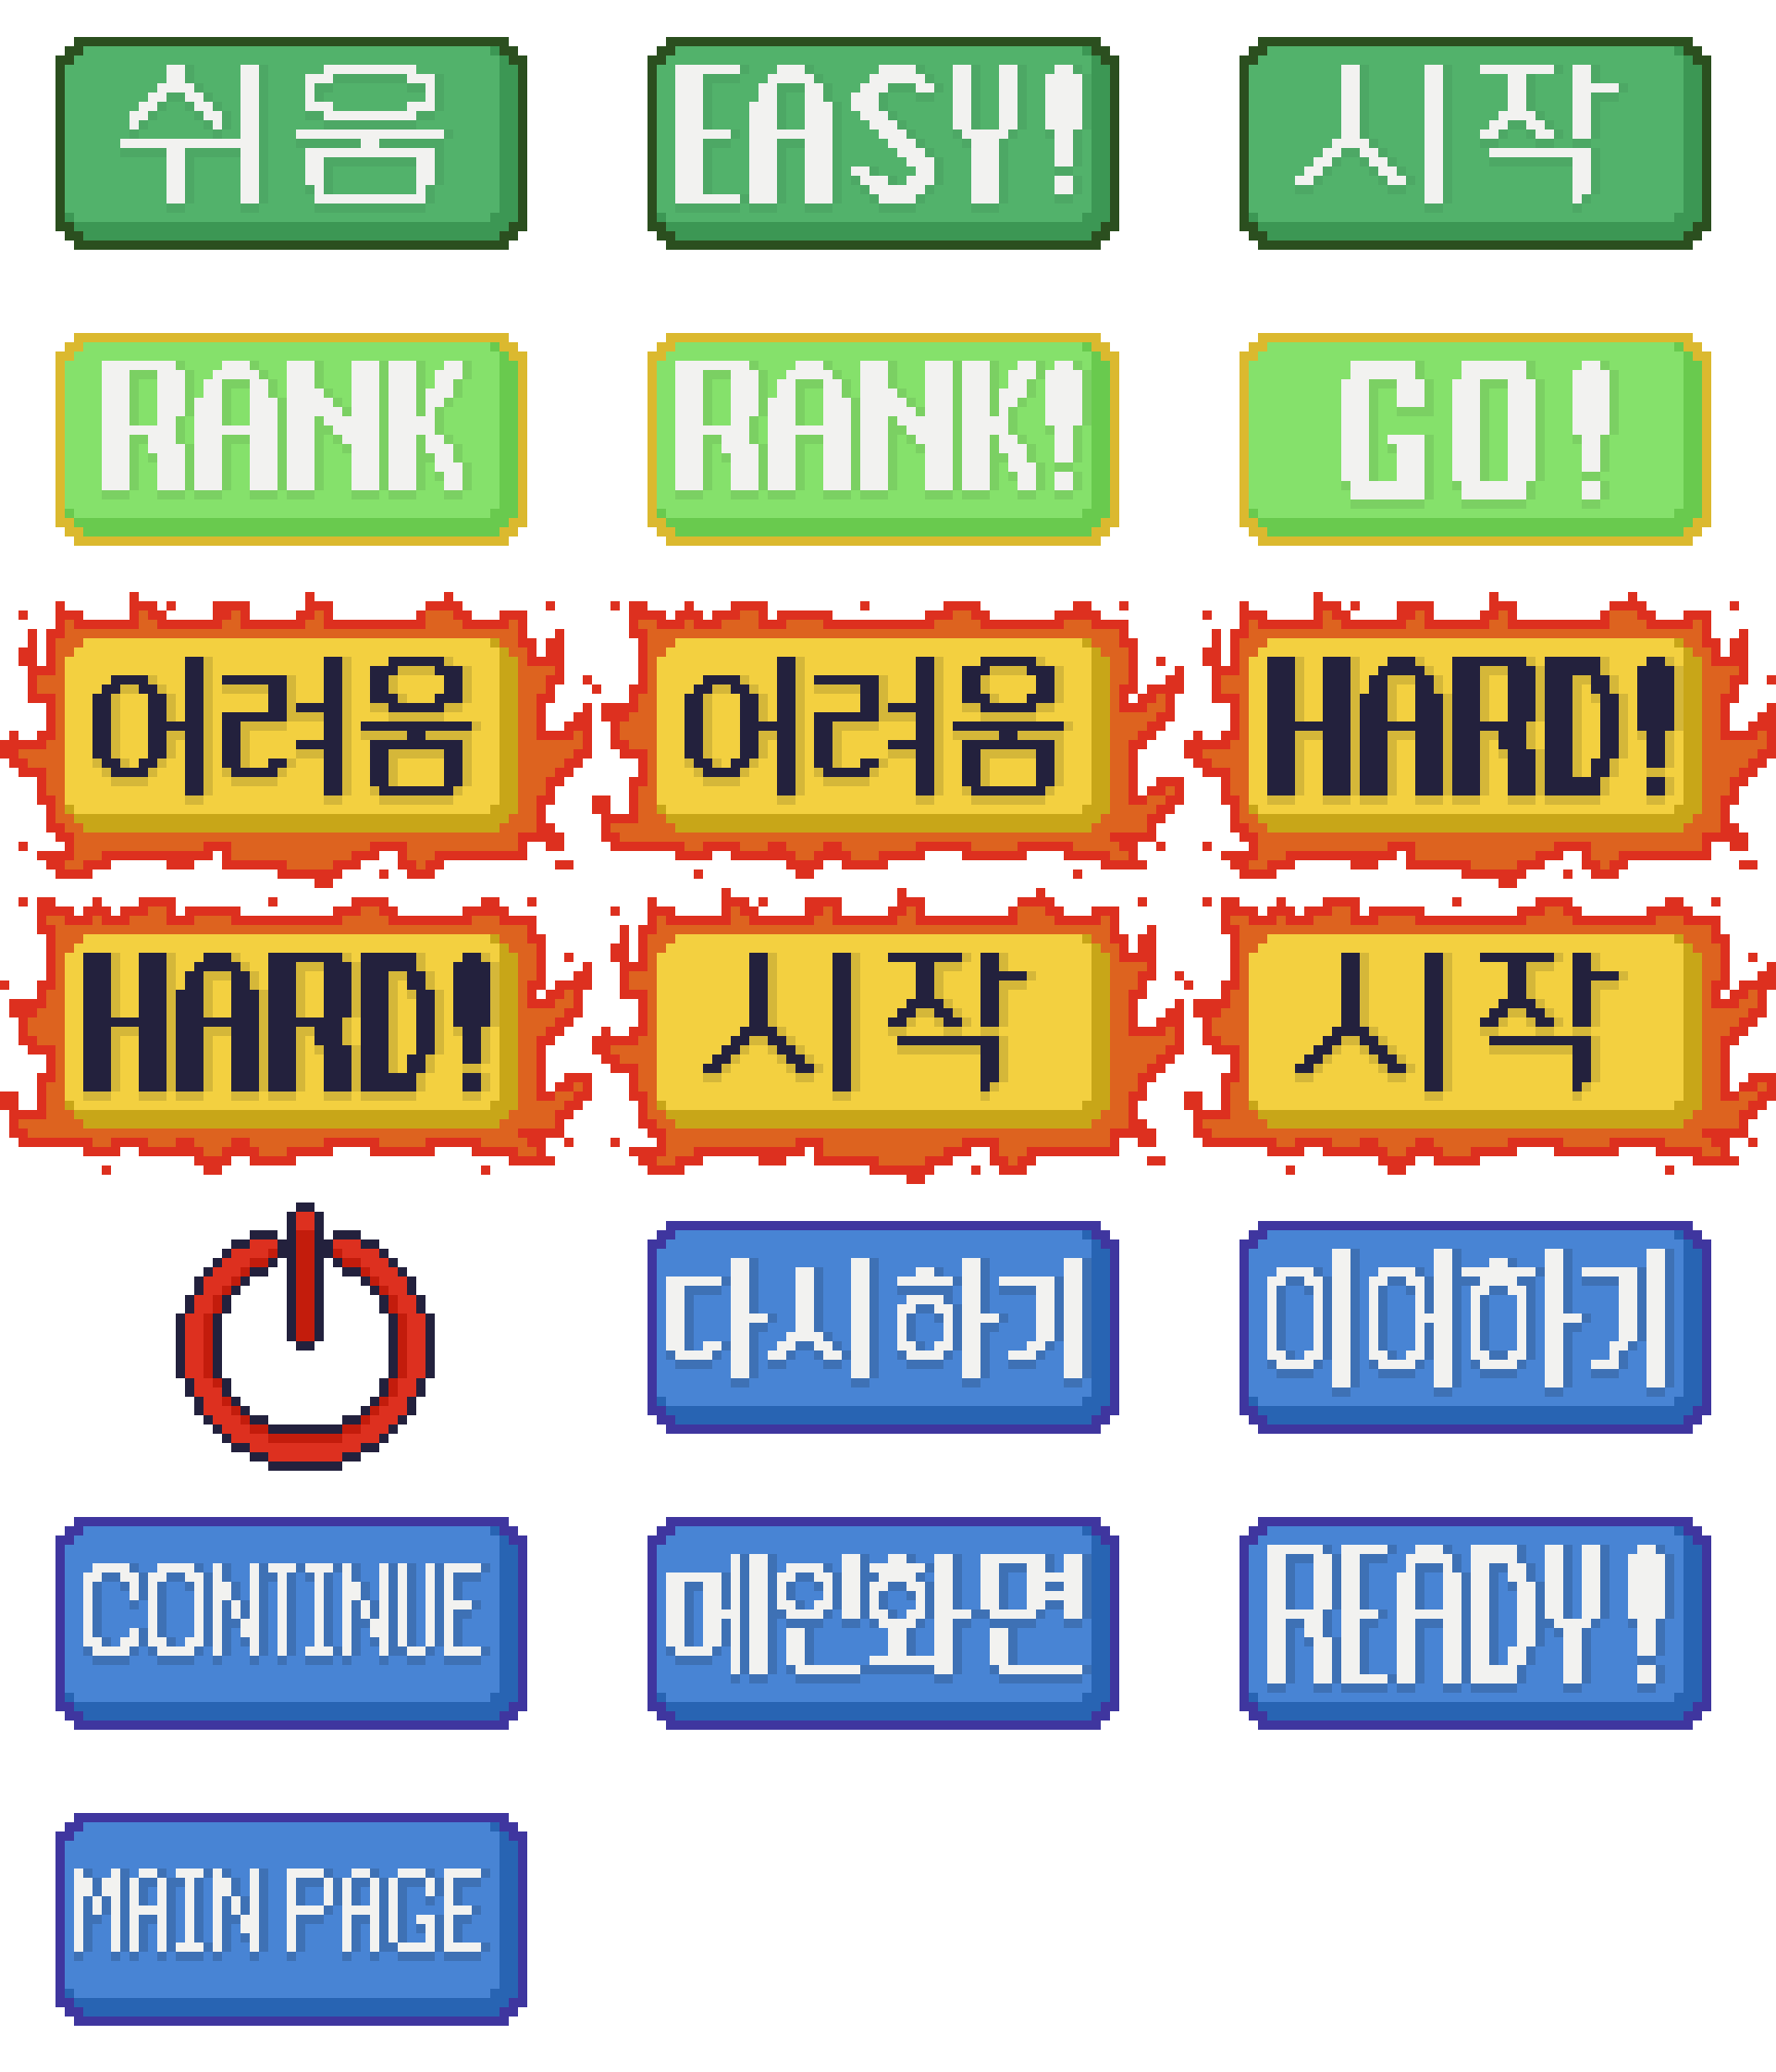 쉬움
EASY!
시작
RANK
RANK!
GO!
어려움
어려움
HARD!
HARD!
시작
시작
다시하기
이어하기
CONTINUE
메인화면
READY!
MAIN PAGE